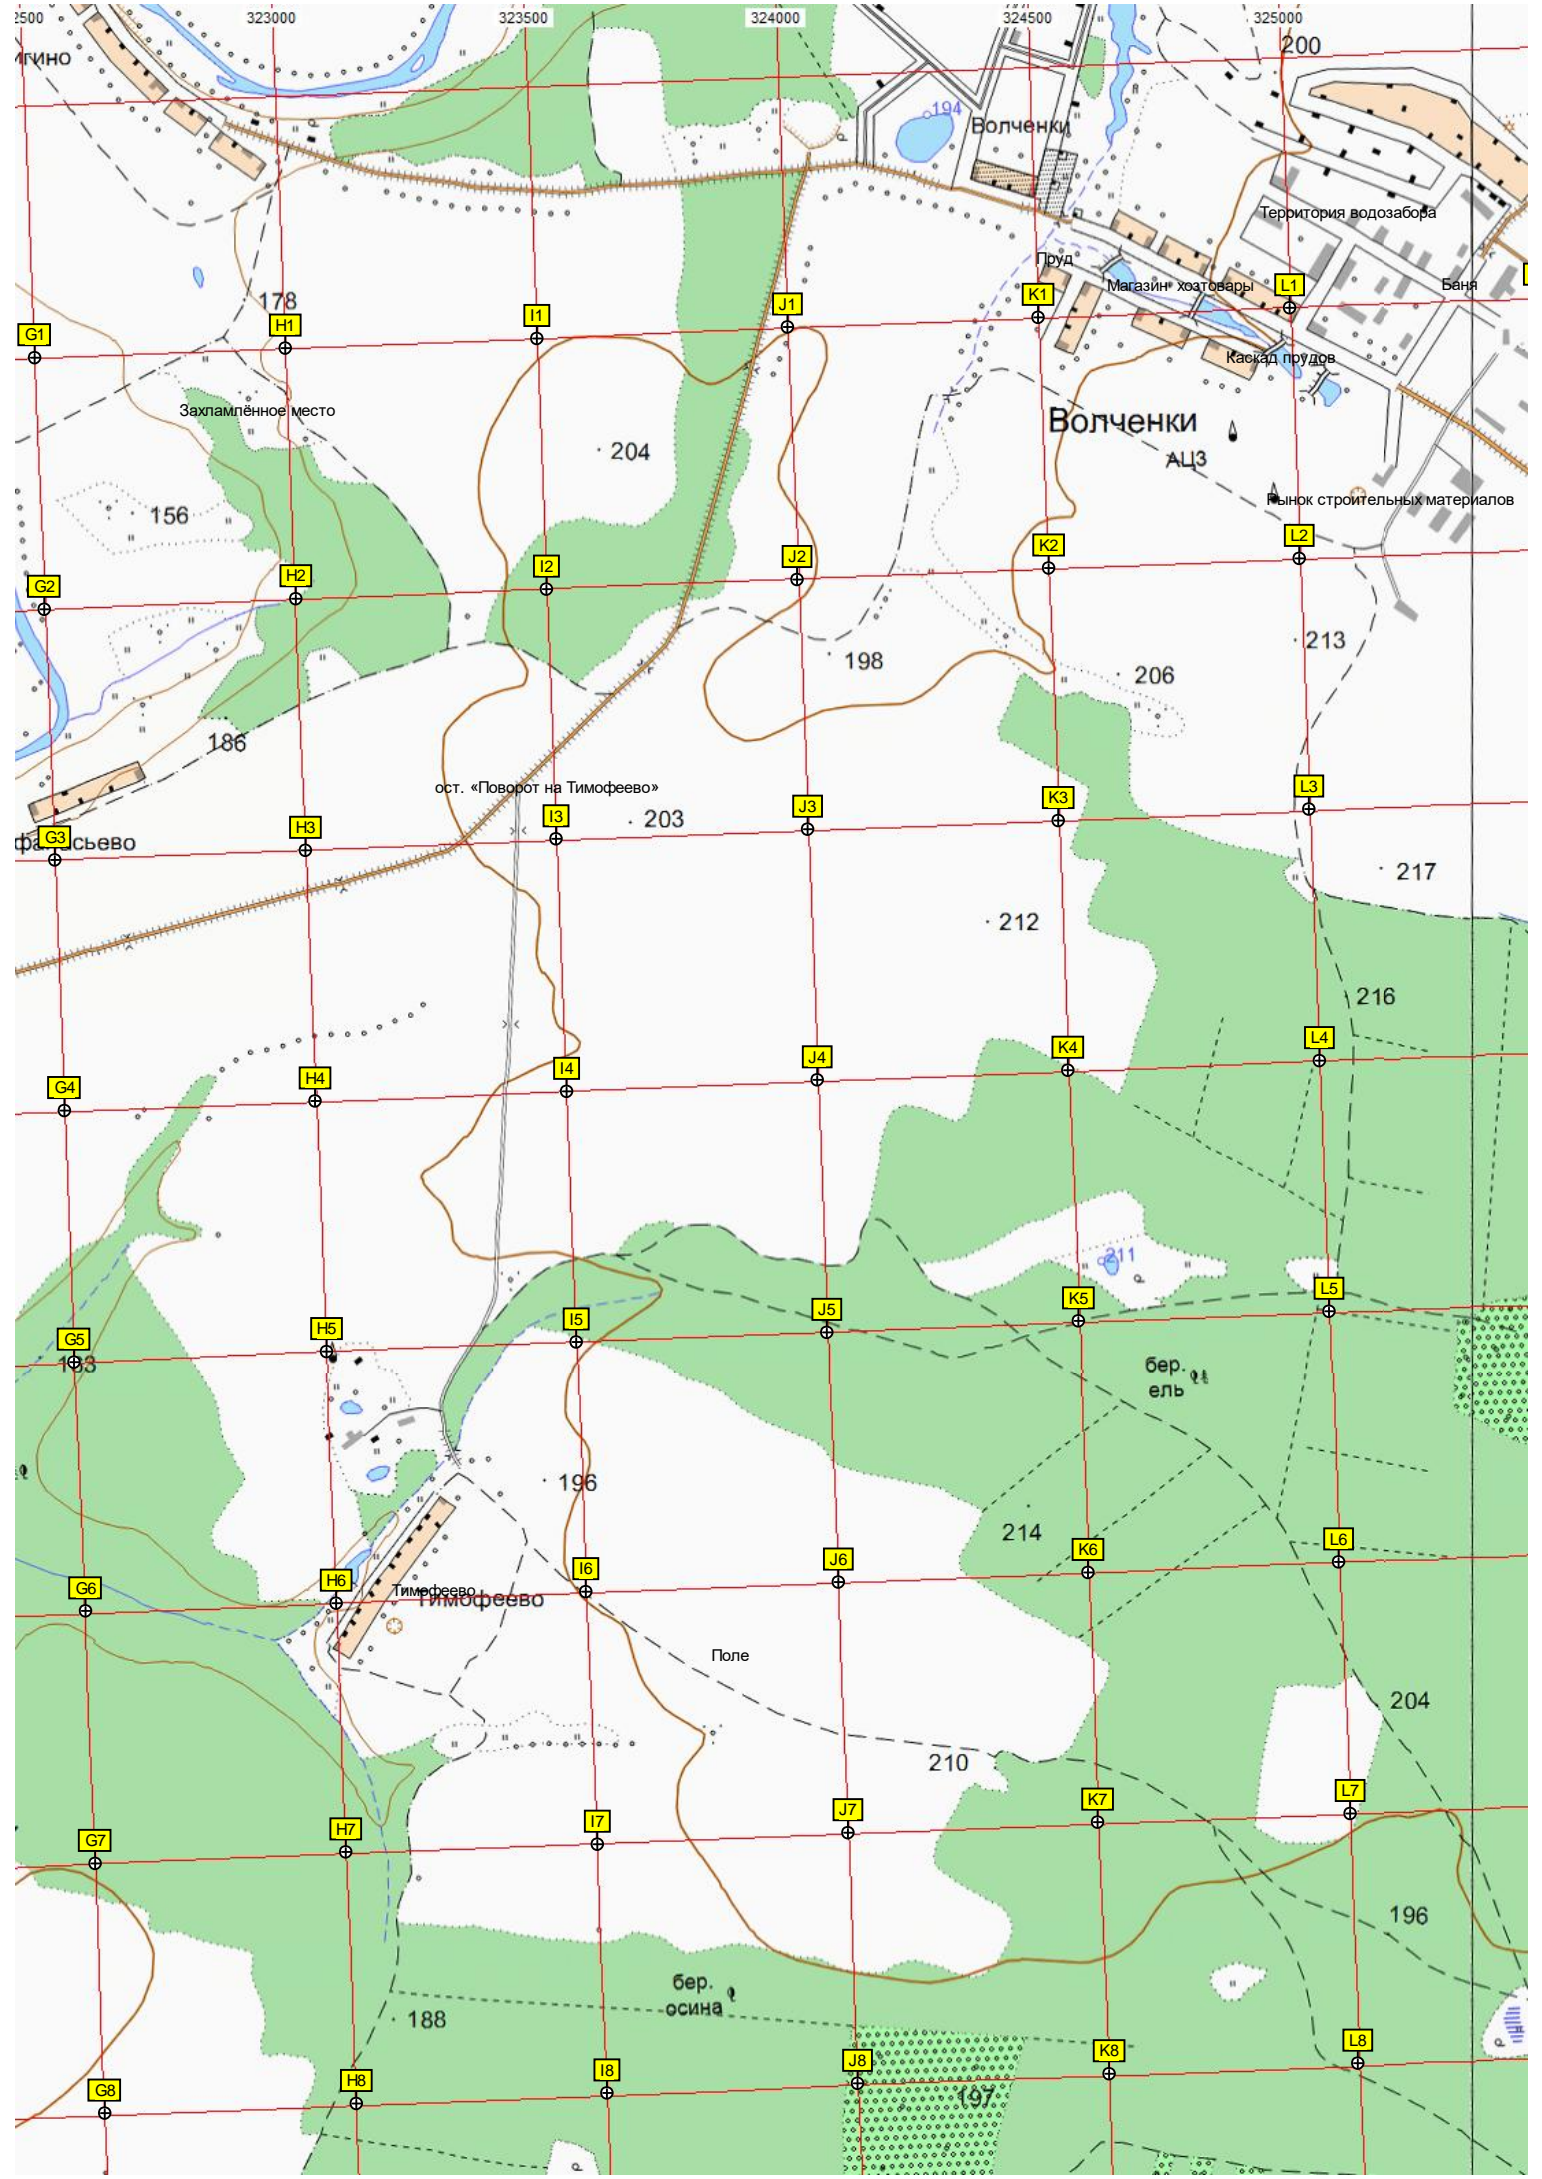 2500 323000 323500 324000 324500 325000
200
игино
194
Волченки
Территория водозабора
Пруд
Магазин хозтовары
Баня
178
G1 H1 I1 J1 K1 L1
Каскад прудов
Захламлённое место
Волченки
204
АЦ3
Рынок строительных материалов
156
G2 H2 I2 J2 K2 L2
213
198
206
186
ост. «Поворот на Тимофеево»
203
G3 H3 I3 J3 K3 L3
217
212
216
G4 H4 I4 J4 K4 L4
211
G5 H5 I5 J5 K5 L5
бер.
ель
196
214
G6 H6 I6 J6 K6 L6
Тимофеево
Тимофеево
Поле
204
210
G7 H7 I7 J7 K7 L7
196
бер.
осина
188
G8 H8 I8 J8 K8 L8
197